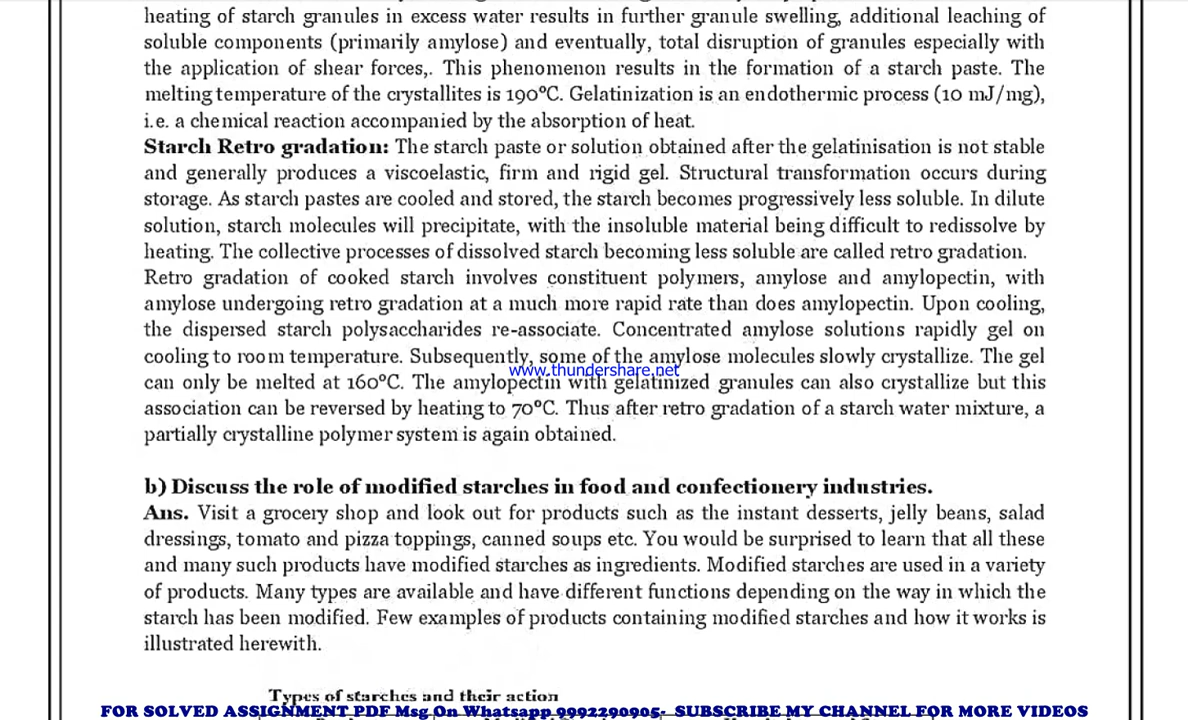 heating of starch granules in excess water results in further granule swelling, additional leaching of
soluble components (primarily amylose) and eventually, total disruption of granules especially with
the application of shear forces,. This phenomenon results in the formation of a starch paste. The
melting temperature of the crystallites is 190°C. Gelatinization is an endothermic process (10 mJ/mg),
i.e. a chemical reaction accompanied by the absorption of heat.
Starch Retro gradation: The starch paste or solution obtained after the gelatinisation is not stable
and generally produces a viscoelastic, firm and rigid gel. Structural transformation occurs during
storage. As starch pastes are cooled and stored, the starch becomes progressively less soluble. In dilute
solution, starch molecules will precipitate, with the insoluble material being difficult to redissolve by
heating. The collective processes of dissolved starch becoming less soluble are called retro gradation.
Retro gradation of cooked starch involves constituent polymers, amylose and amylopectin, with
amylose undergoing retro gradation at a much more rapid rate than does amylopectin. Upon cooling,
the dispersed starch polysaccharides re-associate. Concentrated amylose solutions rapidly gel on
cooling to room temperature. Subsequently, some of the amylose molecules slowly crystallize. The gel
www.thundershare.net
can only be melted at 160°C. The amylopectin with gelatinized granules can also crystallize but this
association can be reversed by heating to 70°C. Thus after retro gradation of a starch water mixture, a
partially crystalline polymer system is again obtained.
b) Discuss the role of modified starches in food and confectionery industries.
Ans. Visit a grocery shop and look out for products such as the instant desserts, jelly beans, salad
dressings, tomato and pizza toppings, canned soups etc. You would be surprised to learn that all these
and many such products have modified starches as ingredients. Modified starches are used in a variety
of products. Many types are available and have different functions depending on the way in which the
starch has been modified. Few examples of products containing modified starches and how it works is
illustrated herewith.
Types of starches and their action
FOR SOLVED ASSIGNMENT PDF Msg On Whatsapp 9992290905- SUBSCRIBE MY CHANNEL FOR MORE VIDEOS